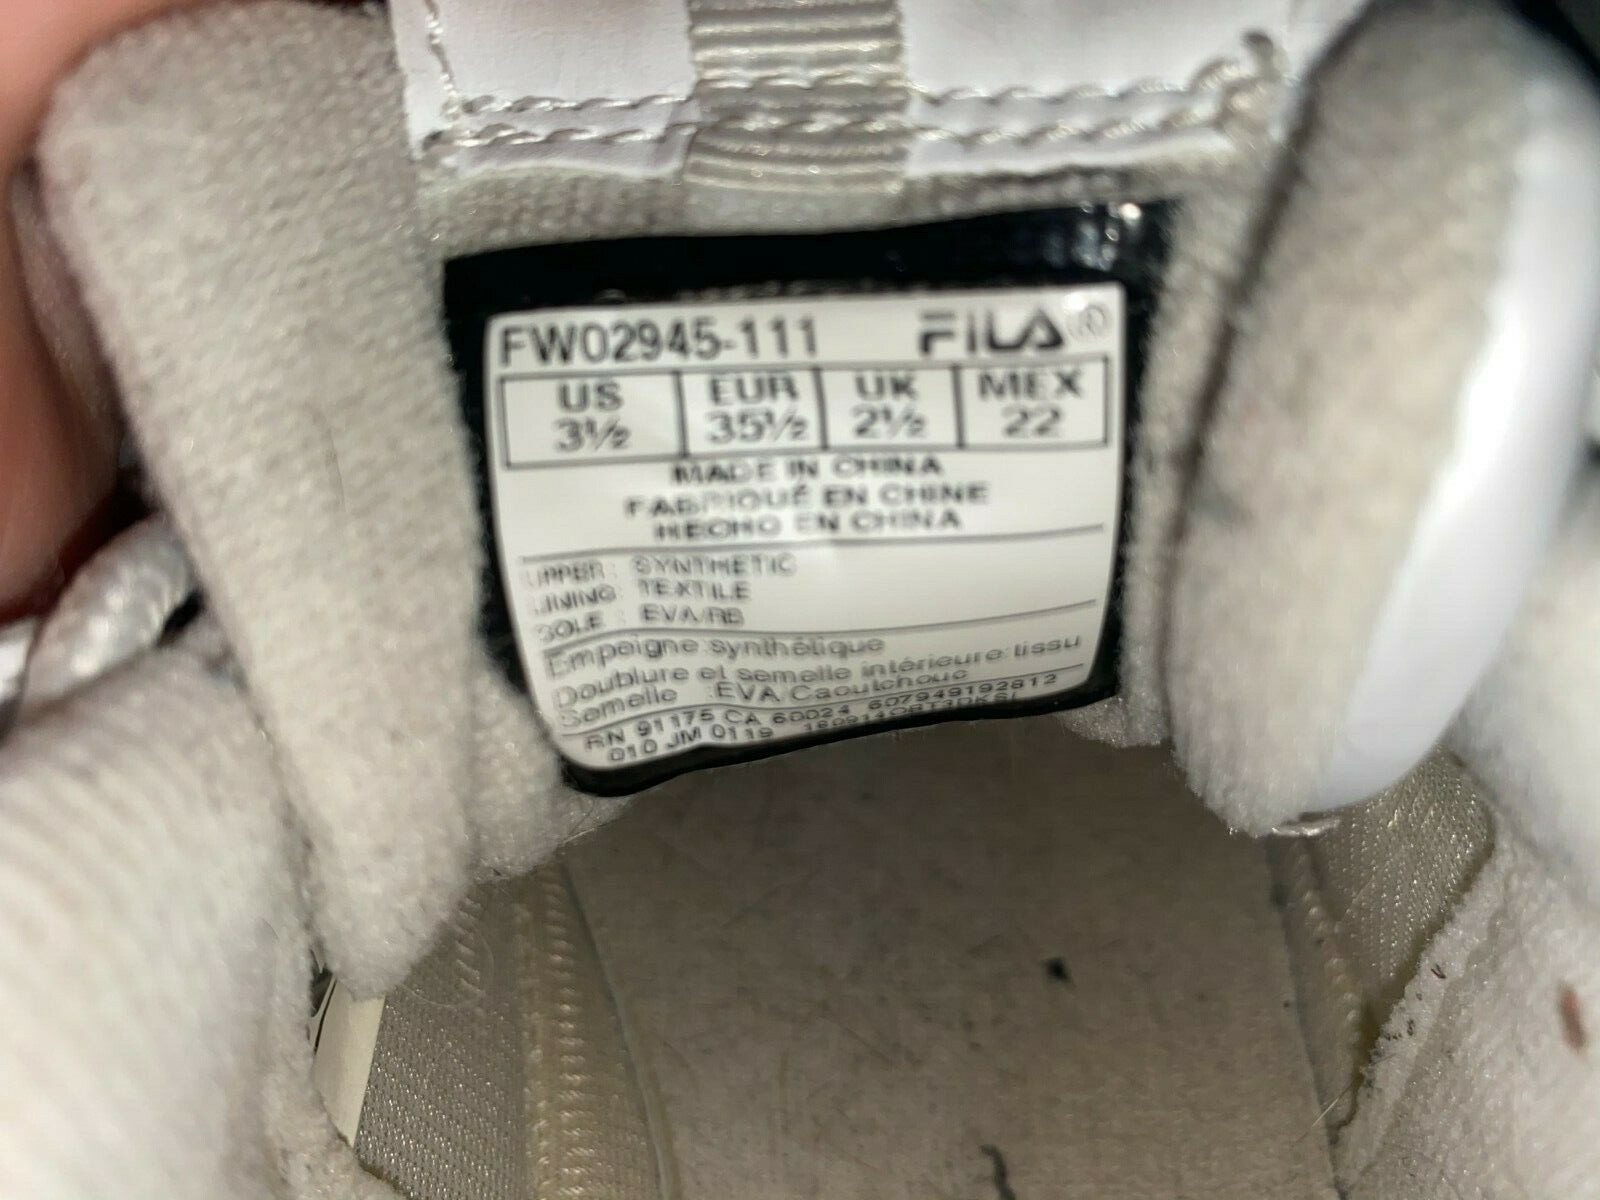 FW02945-111 FILA®
US EUR UK MEX
3½ 35½ 2½ 22
MADE IN CHINA
FABRIQUÉ EN CHINE
HECHO EN CHINA
UPPER: SYNTHETIC
LINING: TEXTILE
SOLE: EVA/RB
Empeigne:synthétique
Doublure et semelle intérieure:tissu
Semelle :EVA/Caoutchouc
RN 91175 CA 60024 607949192812
010 JM 0119